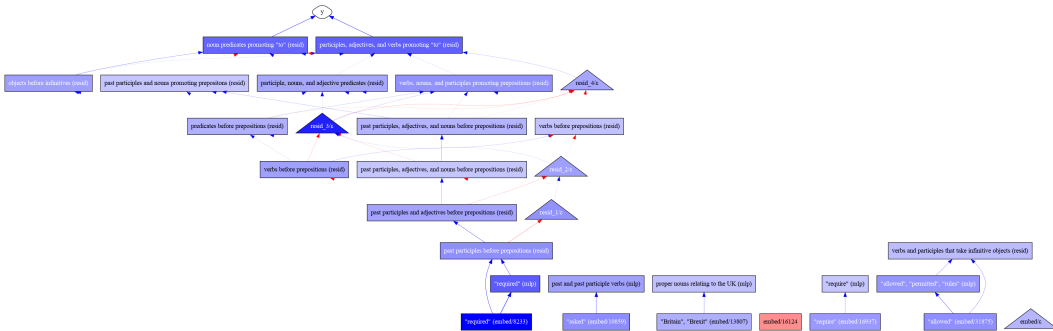 y
noun predicates promoting "to" (resid)
participles, adjectives, and verbs promoting "to" (resid)
objects before infinitives (resid)
past participles and nouns promoting prepositons (resid)
participle, nouns, and adjective predicates (resid)
verbs, nouns, and participles promoting prepositions (resid)
resid_4/ε
predicates before prepositions (resid)
resid_3/ε
past participles, adjectives, and nouns before prepositions (resid)
verbs before prepositions (resid)
verbs before prepositions (resid)
past participles, adjectives, and nouns before prepositions (resid)
resid_2/ε
past participles and adjectives before prepositions (resid)
resid_1/ε
past participles before prepositions (resid)
verbs and participles that take infinitive objects (resid)
"required" (mlp)
past and past participle verbs (mlp)
proper nouns relating to the UK (mlp)
"require" (mlp)
"allowed", "permitted", "rules" (mlp)
"required" (embed/8233)
"asked" (embed/10859)
"Britain", "Brexit" (embed/13807)
embed/16124
"require" (embed/16937)
"allowed" (embed/31875)
embed/ε